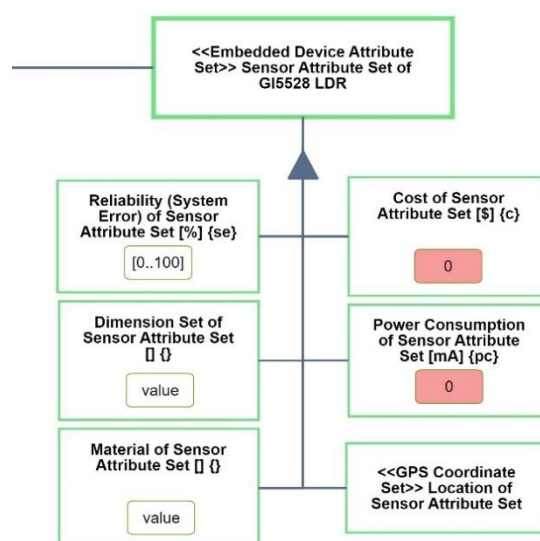 <<Embedded Device Attribute
Set>> Sensor Attribute Set of
Gl5528 LDR
Reliability (System
Error) of Sensor
Attribute Set [%] {se}
[0..100]
Cost of Sensor
Attribute Set [$] {c}
0
Dimension Set of
Sensor Attribute Set
[] {}
value
Power Consumption
of Sensor Attribute
Set [mA] {pc}
0
Material of Sensor
Attribute Set [] {}
value
<<GPS Coordinate
Set>> Location of
Sensor Attribute Set